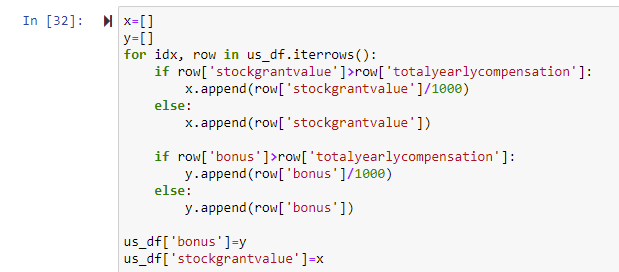 In [32]:
x=[]
y=[]
for idx, row in us_df.iterrows():
    if row['stockgrantvalue']>row['totalyearlycompensation']:
        x.append(row['stockgrantvalue']/1000)
    else:
        x.append(row['stockgrantvalue'])

    if row['bonus']>row['totalyearlycompensation']:
        y.append(row['bonus']/1000)
    else:
        y.append(row['bonus'])

us_df['bonus']=y
us_df['stockgrantvalue']=x